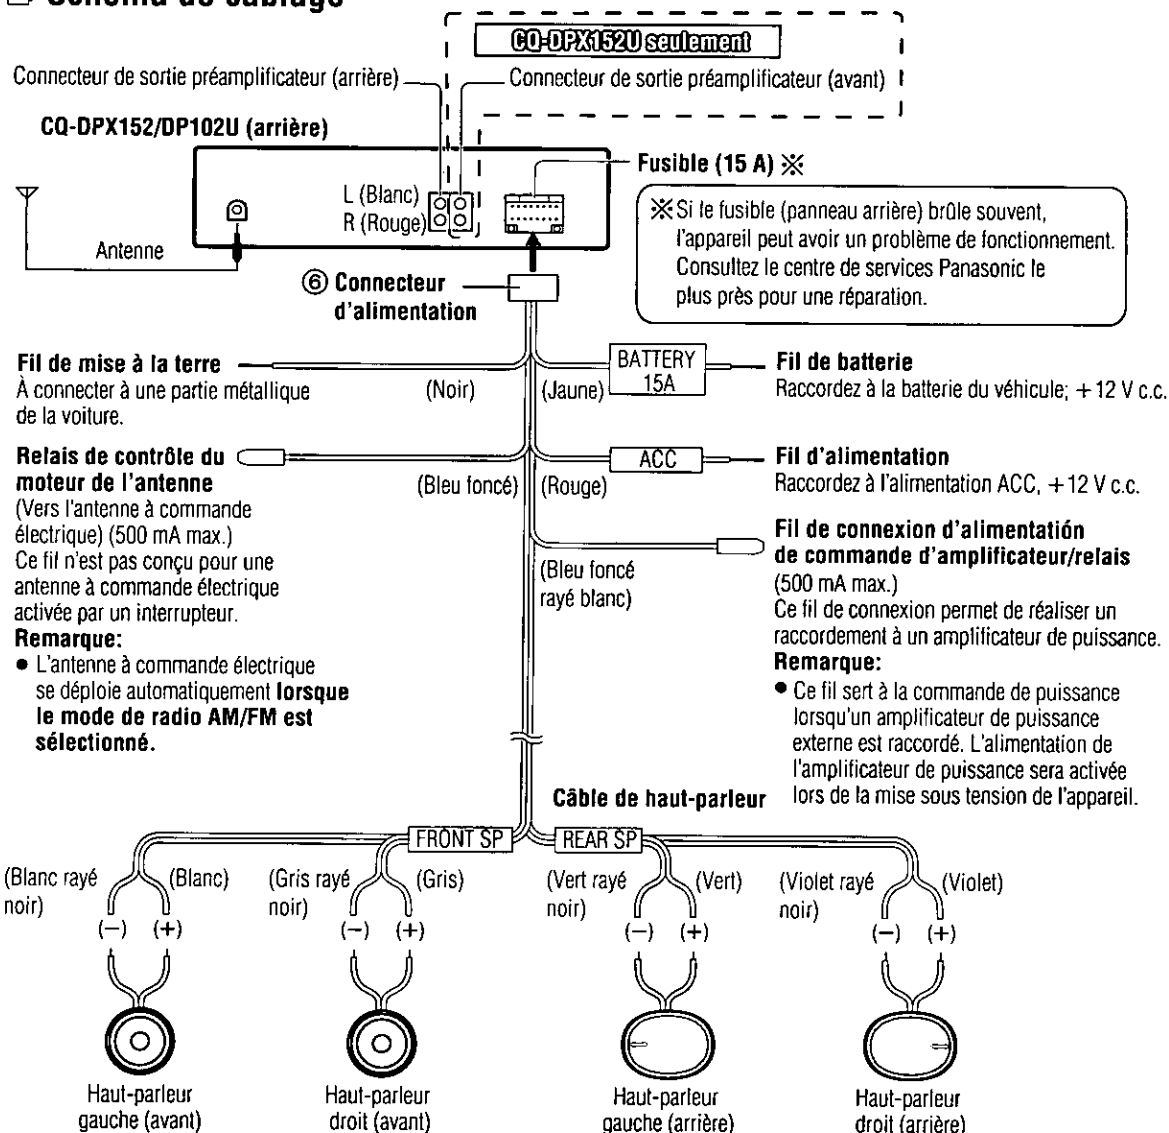 Schéma de câblage
CQ-DPX152U seulement
Connecteur de sortie préamplificateur (arrière)
Connecteur de sortie préamplificateur (avant)
CQ-DPX152/DP102U (arrière)
L (Blanc)
R (Rouge)
Antenne
Fusible (15 A) ※
※ Si le fusible (panneau arrière) brûle souvent,
l'appareil peut avoir un problème de fonctionnement.
Consultez le centre de services Panasonic le
plus près pour une réparation.
⑥ Connecteur
d'alimentation
Fil de mise à la terre
À connecter à une partie métallique
de la voiture.
(Noir)
(Jaune)
BATTERY
15A
Fil de batterie
Raccordez à la batterie du véhicule; +12 V c.c.
Relais de contrôle du
moteur de l'antenne
(Vers l'antenne à commande
électrique) (500 mA max.)
Ce fil n'est pas conçu pour une
antenne à commande électrique
activée par un interrupteur.
Remarque:
● L'antenne à commande électrique
se déploie automatiquement lorsque
le mode de radio AM/FM est
sélectionné.
(Bleu foncé)
(Rouge)
ACC
Fil d'alimentation
Raccordez à l'alimentation ACC, +12 V c.c.
(Bleu foncé
rayé blanc)
Fil de connexion d'alimentatión
de commande d'amplificateur/relais
(500 mA max.)
Ce fil de connexion permet de réaliser un
raccordement à un amplificateur de puissance.
Remarque:
● Ce fil sert à la commande de puissance
lorsqu'un amplificateur de puissance
externe est raccordé. L'alimentation de
l'amplificateur de puissance sera activée
lors de la mise sous tension de l'appareil.
Câble de haut-parleur
FRONT SP
REAR SP
(Blanc rayé
noir)
(Blanc)
(Gris rayé
noir)
(Gris)
(Vert rayé
noir)
(Vert)
(Violet rayé
noir)
(Violet)
(−) (+)
(−) (+)
(−) (+)
(−) (+)
Haut-parleur
gauche (avant)
Haut-parleur
droit (avant)
Haut-parleur
gauche (arrière)
Haut-parleur
droit (arrière)